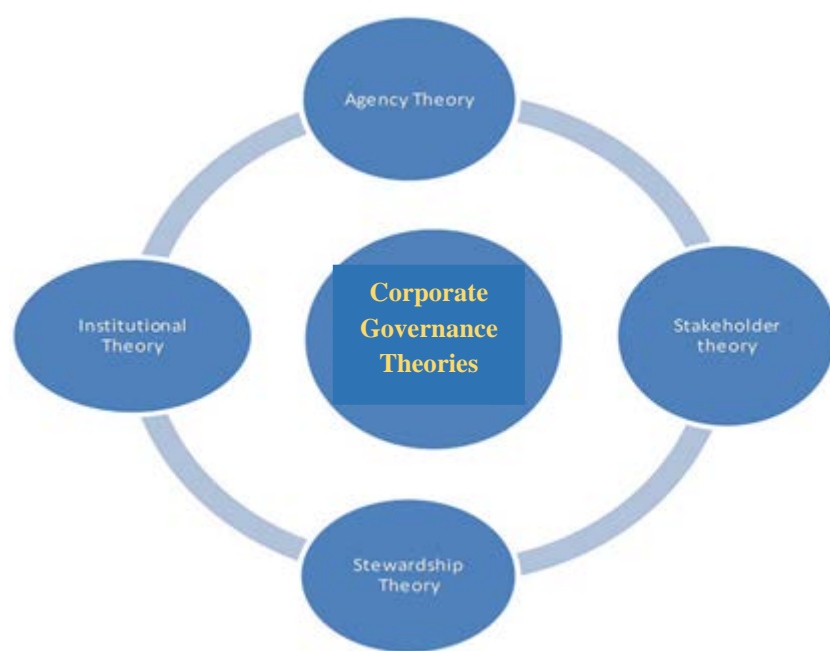 Agency Theory
Corporate
Governance
Theories
Institutional
Theory
Stakeholder
theory
Stewardship
Theory